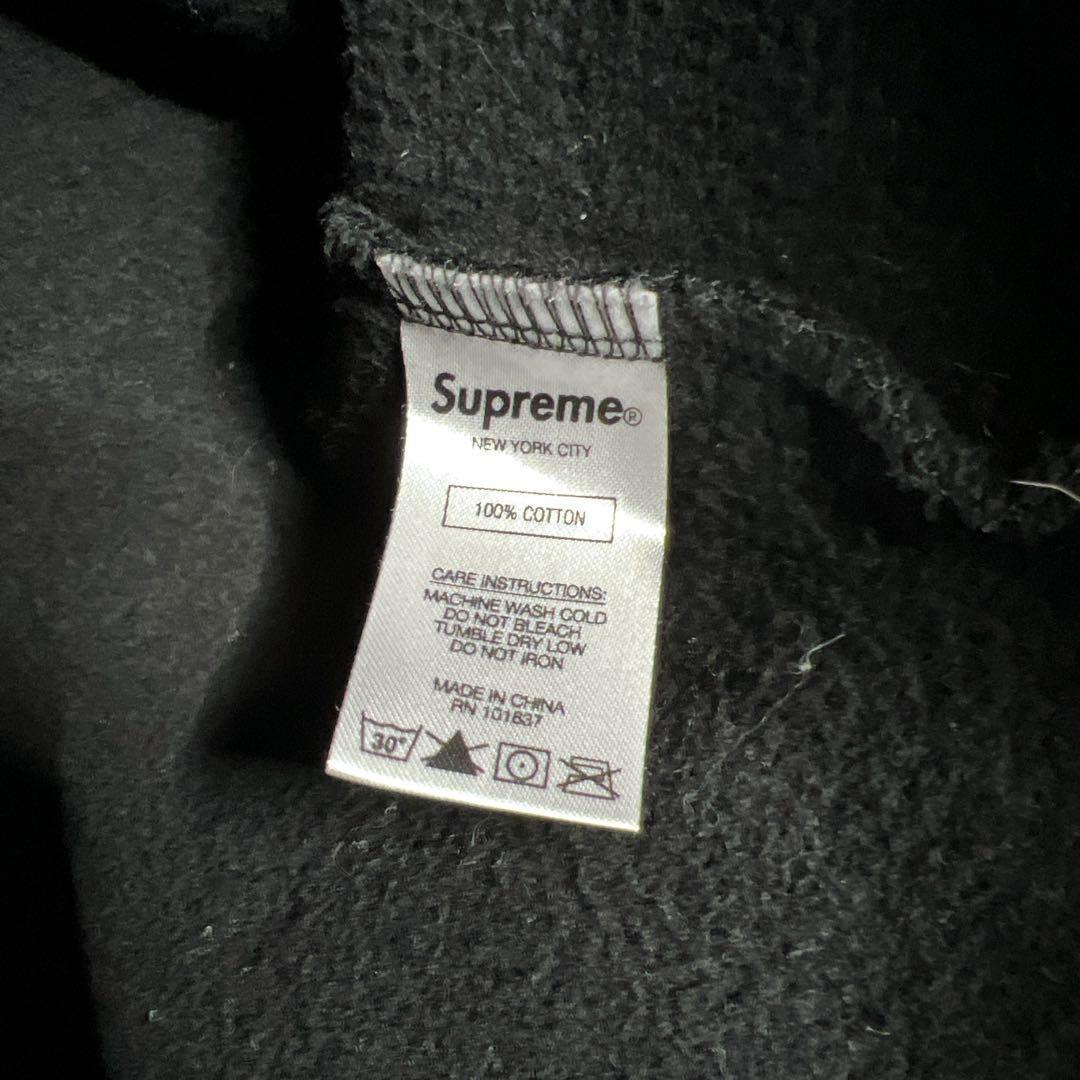 Supreme®
NEW YORK CITY
100% COTTON
CARE INSTRUCTIONS:
MACHINE WASH COLD
DO NOT BLEACH
TUMBLE DRY LOW
DO NOT IRON
MADE IN CHINA
RN 101837
30°